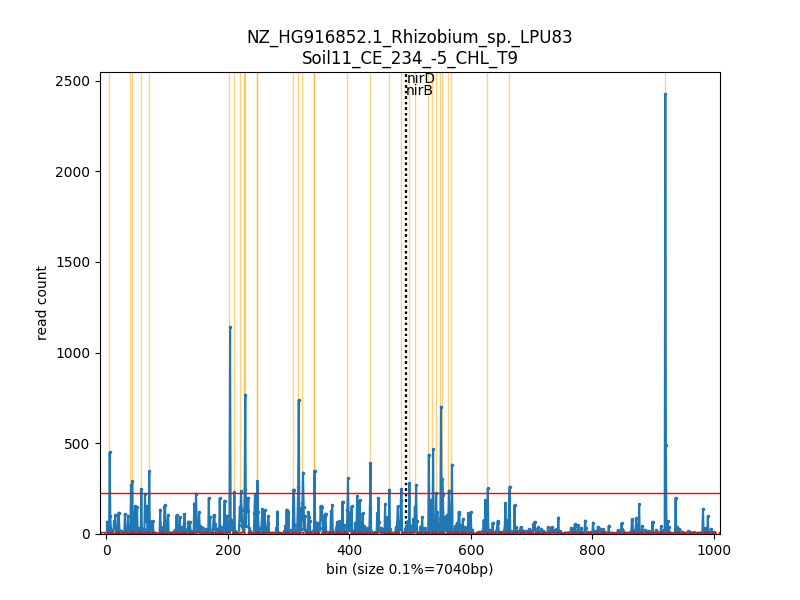 NZ_HG916852.1_Rhizobium_sp._LPU83
Soil11_CE_234_-5_CHL_T9
nirD
nirB
read count
2500
2000
1500
1000
500
0
0 200 400 600 800 1000
bin (size 0.1%=7040bp)